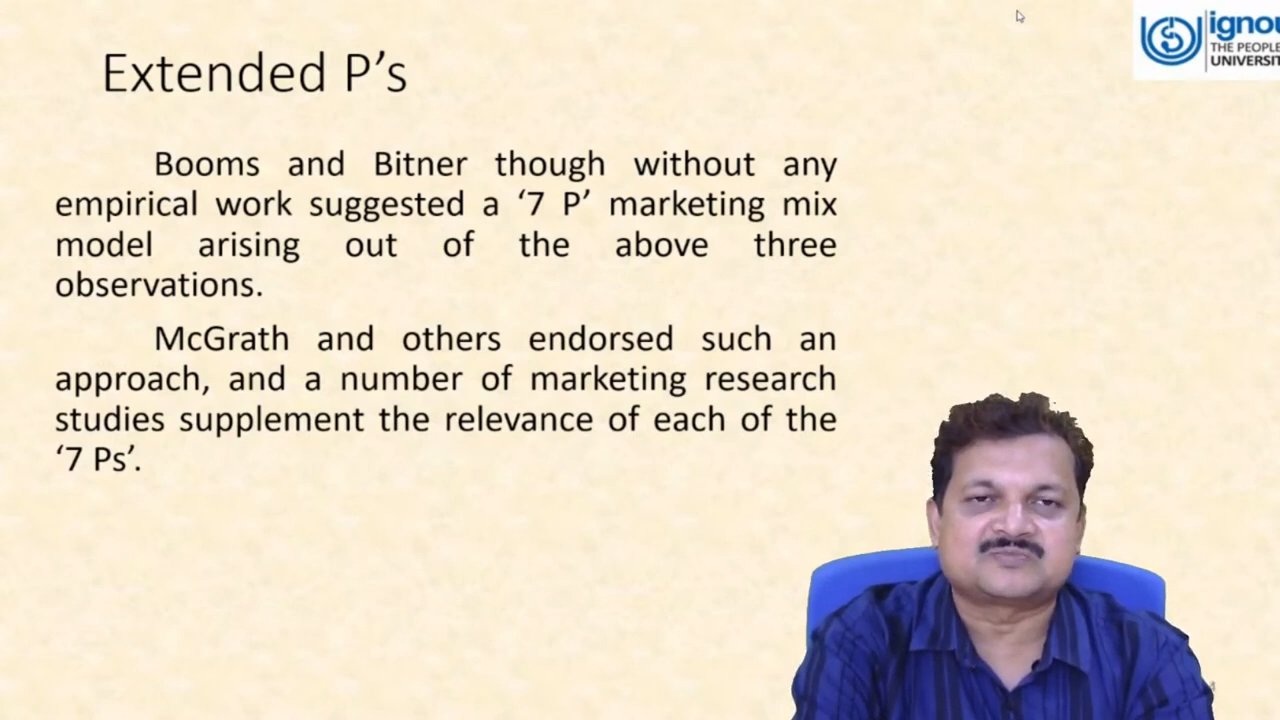 ignou
THE PEOPLE
UNIVERSIT
Extended P’s
Booms and Bitner though without any
empirical work suggested a ‘7 P’ marketing mix
model arising out of the above three
observations.
McGrath and others endorsed such an
approach, and a number of marketing research
studies supplement the relevance of each of the
‘7 Ps’.